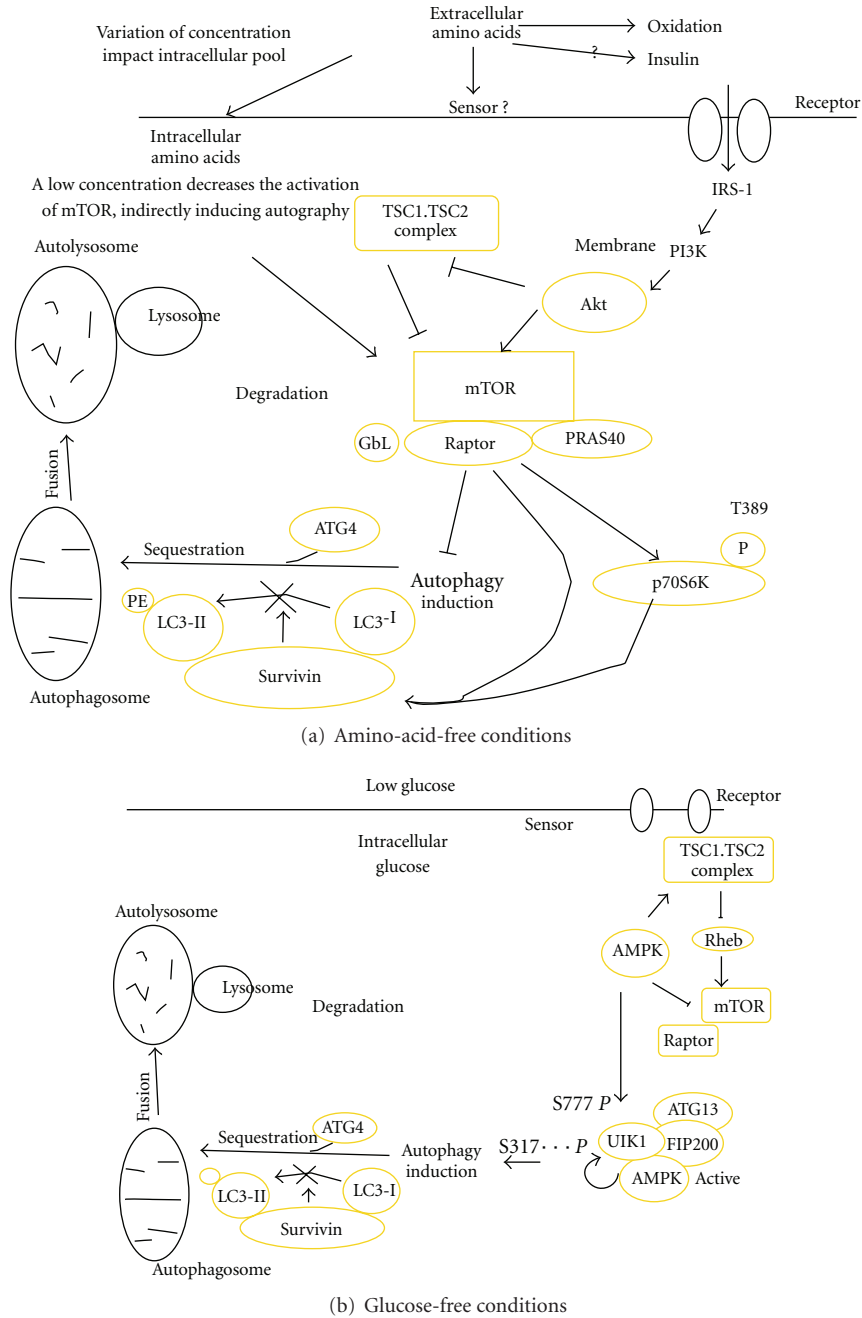 Extracellular
amino acids
Oxidation
?
Insulin
Variation of concentration
impact intracellular pool
Sensor ?
Receptor
Intracellular
amino acids
A low concentration decreases the activation
of mTOR, indirectly inducing autography
TSC1.TSC2
complex
IRS-1
Membrane
PI3K
Akt
Autolysosome
Lysosome
Degradation
mTOR
GbL
Raptor
PRAS40
Fusion
T389
P
p70S6K
ATG4
Sequestration
Autophagy
induction
PE
LC3-II
LC3-I
Survivin
Autophagosome
(a) Amino-acid-free conditions
Low glucose
Receptor
Sensor
Intracellular
glucose
TSC1.TSC2
complex
Autolysosome
AMPK
Rheb
Lysosome
Degradation
mTOR
Raptor
Fusion
S777 P
ATG13
ATG4
Sequestration
Autophagy
induction
S317 · · · P
UIK1
FIP200
LC3-II
LC3-I
AMPK
Active
Survivin
Autophagosome
(b) Glucose-free conditions